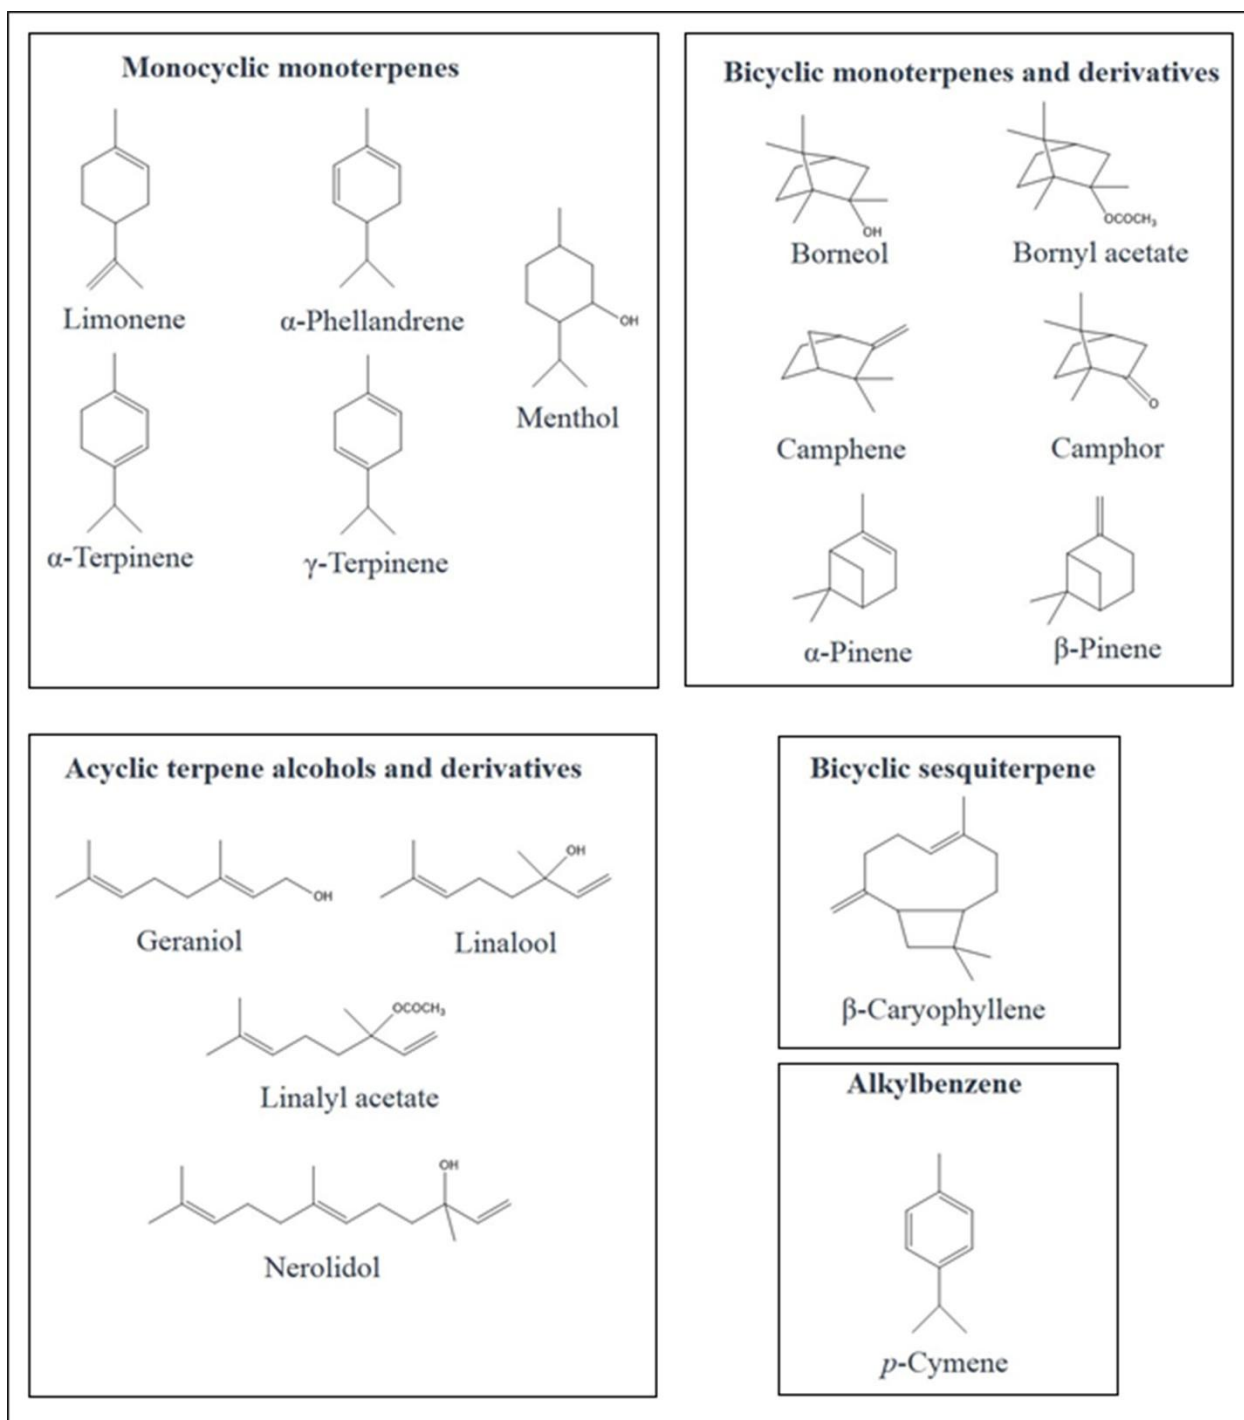 Monocyclic monoterpenes
Limonene
α-Phellandrene
OH
Menthol
α-Terpinene
γ-Terpinene
Bicyclic monoterpenes and derivatives
OH
Borneol
OCOCH₃
Bornyl acetate
Camphene
O
Camphor
α-Pinene
β-Pinene
Acyclic terpene alcohols and derivatives
OH
Geraniol
OH
Linalool
OCOCH₃
Linalyl acetate
OH
Nerolidol
Bicyclic sesquiterpene
β-Caryophyllene
Alkylbenzene
p-Cymene